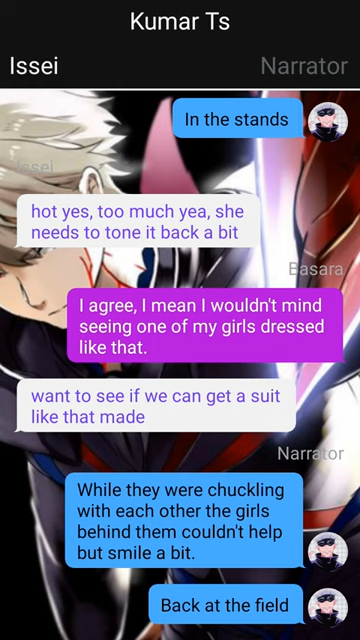 Kumar Ts
Issei
Narrator
In the stands
Issei
hot yes, too much yea, she
needs to tone it back a bit
Basara
I agree, I mean I wouldn't mind
seeing one of my girls dressed
like that.
want to see if we can get a suit
like that made
Narrator
While they were chuckling
with each other the girls
behind them couldn't help
but smile a bit.
Back at the field